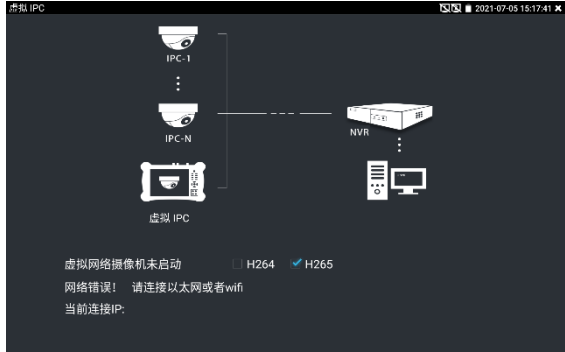 虚拟 IPC
2021-07-05 15:17:41
IPC-1
IPC-N
NVR
虚拟 IPC
虚拟网络摄像机未启动 H264 H265
网络错误! 请连接以太网或者wifi
当前连接IP: